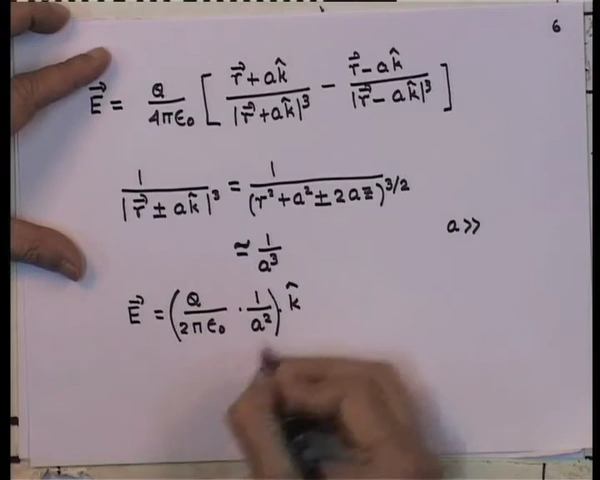 6
E⃗ = Q/4πϵ₀ [ (r⃗ + ak̂)/|r⃗ + ak̂|³ − (r⃗ − ak̂)/|r⃗ − ak̂|³ ]
1/|r⃗ ± ak̂|³ = 1/(r² + a² ± 2az)^3/2
a >>
≅ 1/a³
E⃗ = (Q/2πϵ₀ · 1/a²) k̂